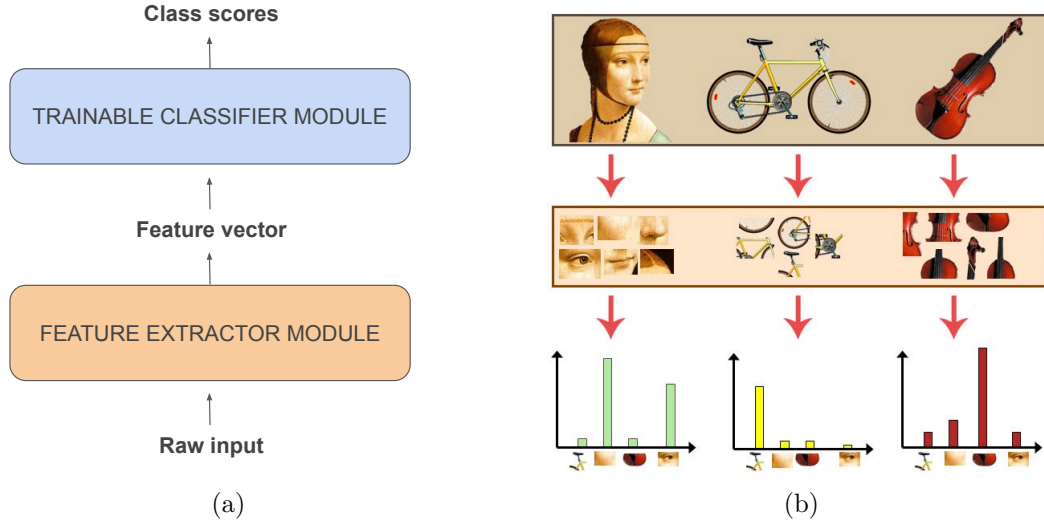 Class scores
TRAINABLE CLASSIFIER MODULE
Feature vector
FEATURE EXTRACTOR MODULE
Raw input
(a)
(b)